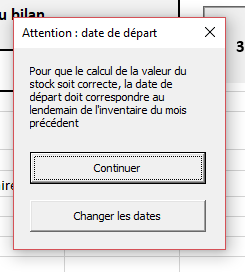 u bilan
Attention : date de départ
3
Pour que le calcul de la valeur du
stock soit correcte, la date de
départ doit correspondre au
lendemain de l'inventaire du mois
précédent
Continuer
aire
Changer les dates